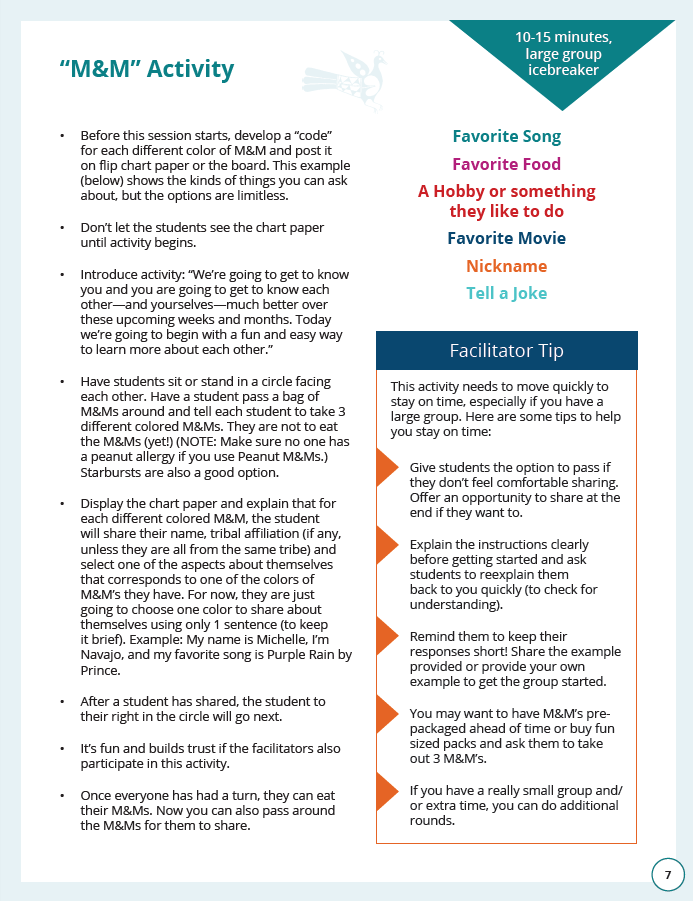 "M&M" Activity
10-15 minutes,
large group
icebreaker
• Before this session starts, develop a “code”
for each different color of M&M and post it
on flip chart paper or the board. This example
(below) shows the kinds of things you can ask
about, but the options are limitless.
• Don’t let the students see the chart paper
until activity begins.
• Introduce activity: “We’re going to get to know
you and you are going to get to know each
other—and yourselves—much better over
these upcoming weeks and months. Today
we’re going to begin with a fun and easy way
to learn more about each other.”
• Have students sit or stand in a circle facing
each other. Have a student pass a bag of
M&Ms around and tell each student to take 3
different colored M&Ms. They are not to eat
the M&Ms (yet!) (NOTE: Make sure no one has
a peanut allergy if you use Peanut M&Ms.)
Starbursts are also a good option.
• Display the chart paper and explain that for
each different colored M&M, the student
will share their name, tribal affiliation (if any,
unless they are all from the same tribe) and
select one of the aspects about themselves
that corresponds to one of the colors of
M&M’s they have. For now, they are just
going to choose one color to share about
themselves using only 1 sentence (to keep
it brief). Example: My name is Michelle, I’m
Navajo, and my favorite song is Purple Rain by
Prince.
• After a student has shared, the student to
their right in the circle will go next.
• It’s fun and builds trust if the facilitators also
participate in this activity.
• Once everyone has had a turn, they can eat
their M&Ms. Now you can also pass around
the M&Ms for them to share.
Favorite Song
Favorite Food
A Hobby or something
they like to do
Favorite Movie
Nickname
Tell a Joke
Facilitator Tip
This activity needs to move quickly to
stay on time, especially if you have a
large group. Here are some tips to help
you stay on time:
Give students the option to pass if
they don’t feel comfortable sharing.
Offer an opportunity to share at the
end if they want to.
Explain the instructions clearly
before getting started and ask
students to reexplain them
back to you quickly (to check for
understanding).
Remind them to keep their
responses short! Share the example
provided or provide your own
example to get the group started.
You may want to have M&M’s pre-
packaged ahead of time or buy fun
sized packs and ask them to take
out 3 M&M’s.
If you have a really small group and/
or extra time, you can do additional
rounds.
7